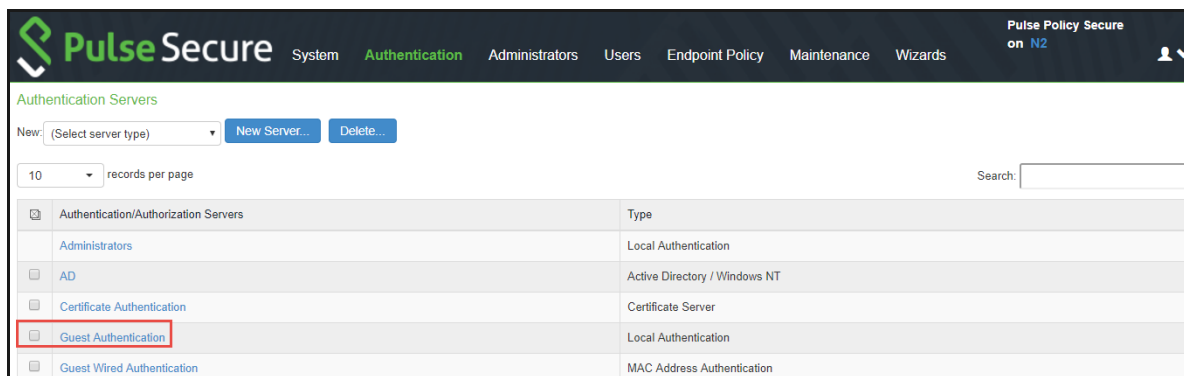 Pulse Secure System Authentication Administrators Users Endpoint Policy Maintenance Wizards
Pulse Policy Secure
on N2
Authentication Servers
New: (Select server type) New Server... Delete...
10 records per page Search:
Authentication/Authorization Servers Type
Administrators Local Authentication
AD Active Directory / Windows NT
Certificate Authentication Certificate Server
Guest Authentication Local Authentication
Guest Wired Authentication MAC Address Authentication